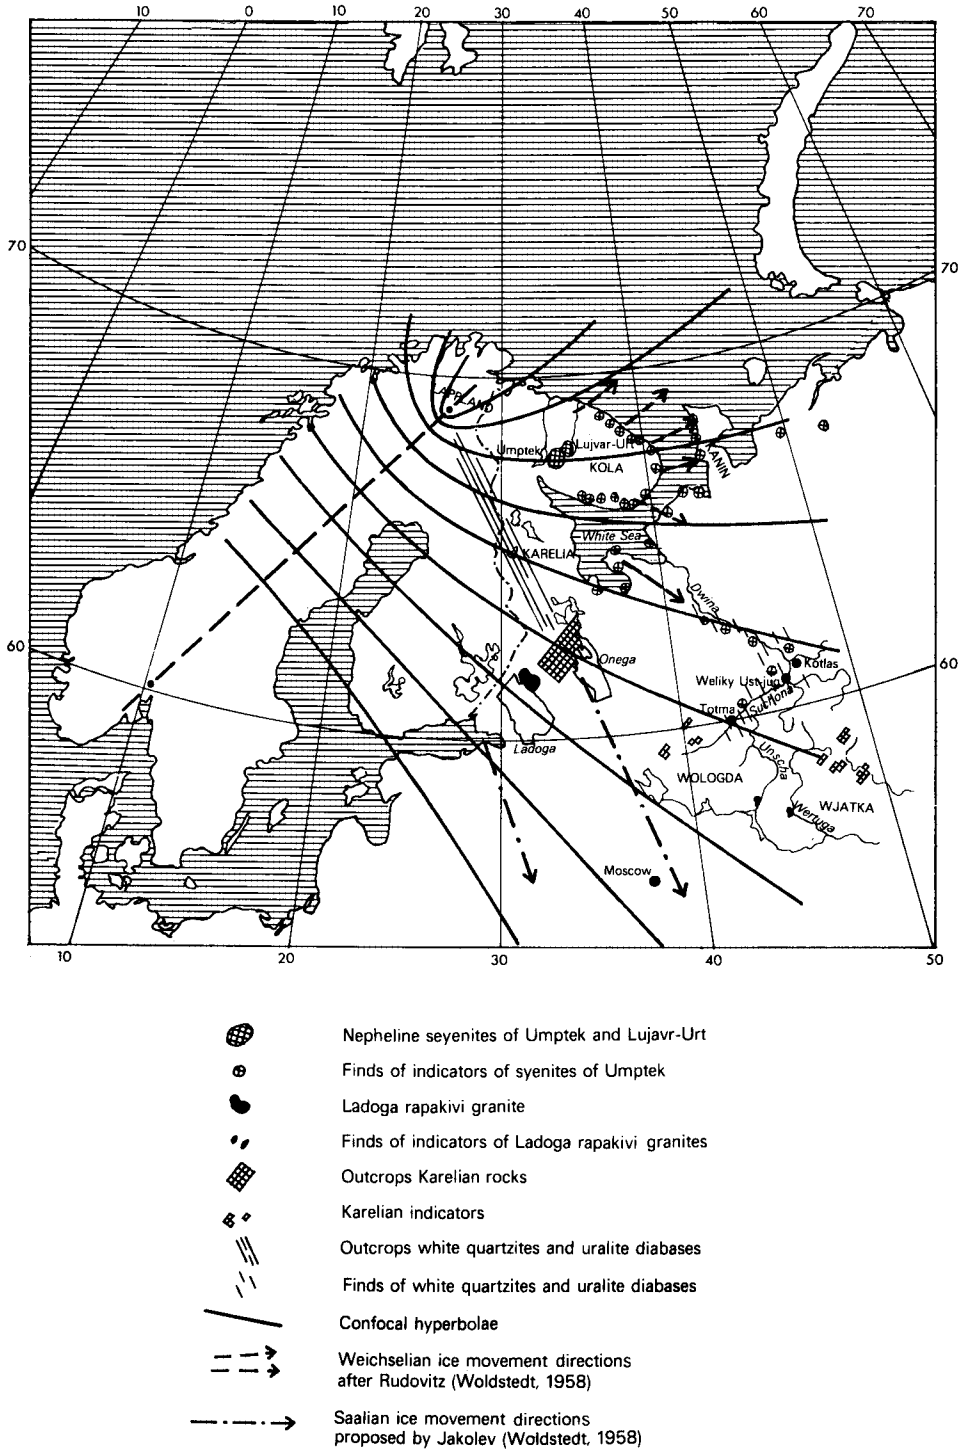 10 0 10 20 30 40 50 60 70
70
70
LAPPLAND
Umptek
Lujvar-Urt
KOLA
KANIN
White Sea
KARELIA
Dwina
60
60
Onega
Kotlas
Weliky Ust-jug
Suchona
Totma
Ladoga
Unscha
WOLOGDA
WJATKA
Wertuga
Moscow
10 20 30 40 50
Nepheline seyenites of Umptek and Lujavr-Urt
Finds of indicators of syenites of Umptek
Ladoga rapakivi granite
Finds of indicators of Ladoga rapakivi granites
Outcrops Karelian rocks
Karelian indicators
Outcrops white quartzites and uralite diabases
Finds of white quartzites and uralite diabases
Confocal hyperbolae
Weichselian ice movement directions
after Rudovitz (Woldstedt, 1958)
Saalian ice movement directions
proposed by Jakolev (Woldstedt, 1958)